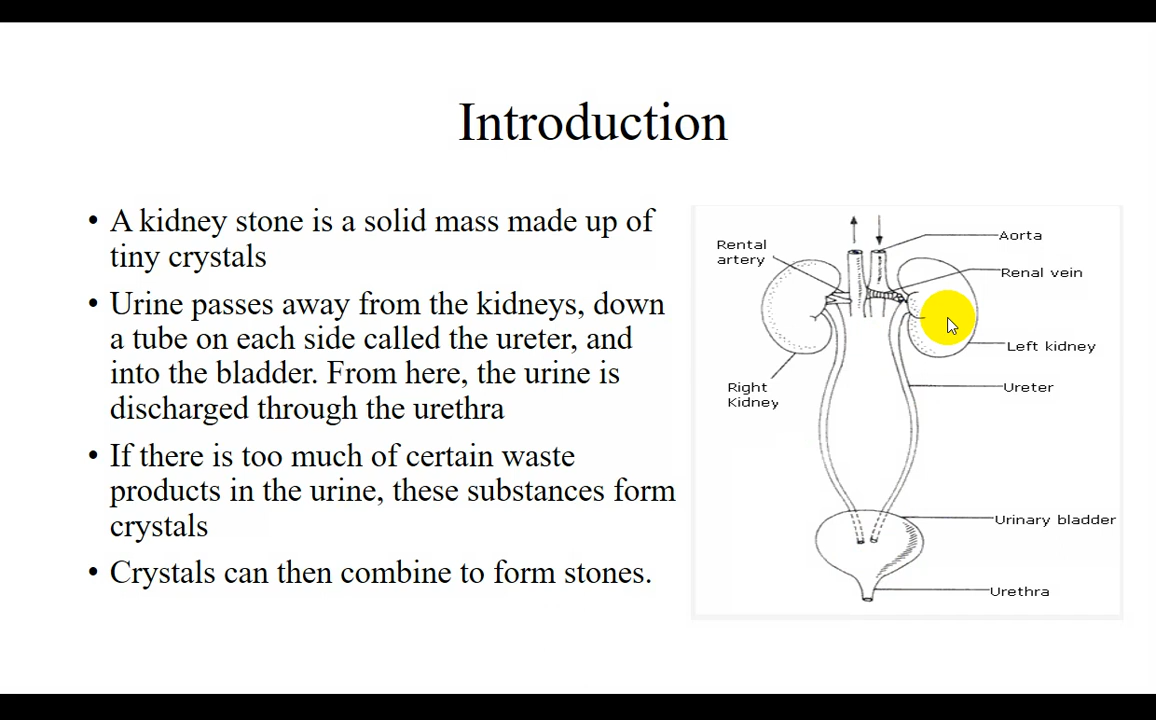 Introduction
• A kidney stone is a solid mass made up of
tiny crystals
• Urine passes away from the kidneys, down
a tube on each side called the ureter, and
into the bladder. From here, the urine is
discharged through the urethra
• If there is too much of certain waste
products in the urine, these substances form
crystals
• Crystals can then combine to form stones.
Rental
artery
Aorta
Renal vein
Left kidney
Right
Kidney
Ureter
Urinary bladder
Urethra